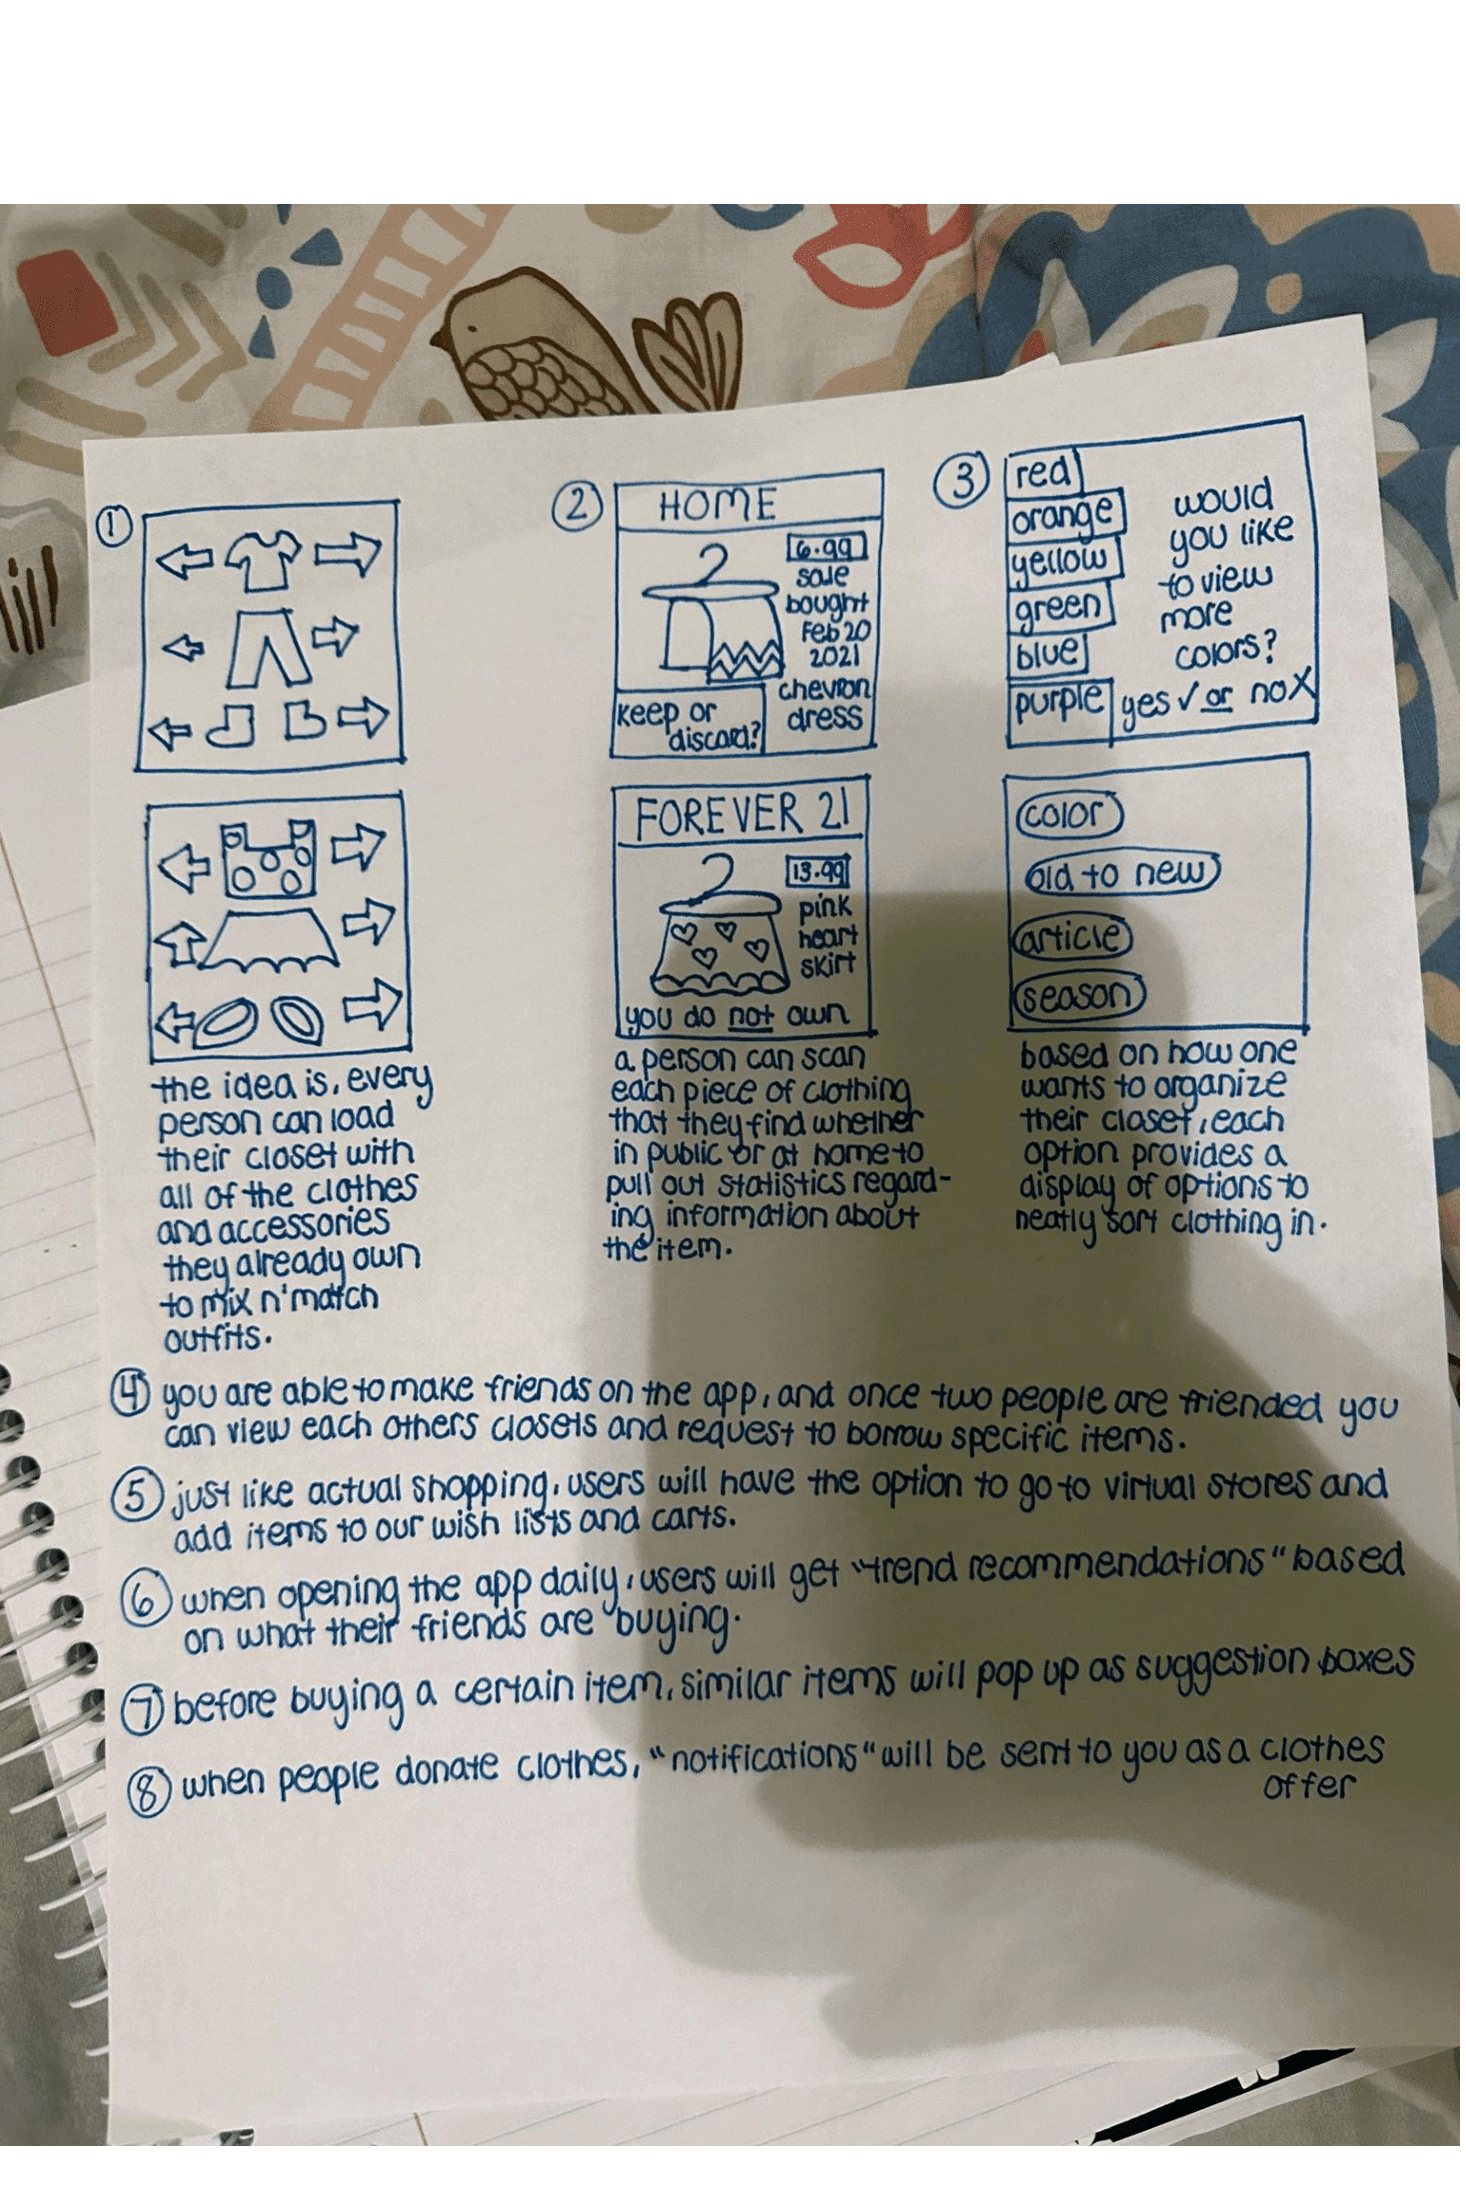 ①
②
HOME
6.99
sale
bought
Feb 20
2021
chevron
dress
keep or
discard?
③
red
orange
yellow
green
blue
purple
would
you like
to view
more
colors?
yes ✓ or no X
FOREVER 21
13.99
pink
heart
skirt
you do not own
color
old to new
article
season
the idea is, every
person can load
their closet with
all of the clothes
and accessories
they already own
to mix n' match
outfits.
a person can scan
each piece of clothing
that they find whether
in public or at home to
pull out statistics regard-
ing information about
the item.
based on how one
wants to organize
their closet, each
option provides a
display of options to
neatly sort clothing in.
④ you are able to make friends on the app, and once two people are friended you
can view each others closets and request to borrow specific items.
⑤ just like actual shopping, users will have the option to go to virtual stores and
add items to our wish lists and carts.
⑥ when opening the app daily, users will get "trend recommendations" based
on what their friends are buying.
⑦ before buying a certain item, similar items will pop up as suggestion boxes
⑧ when people donate clothes, "notifications" will be sent to you as a clothes
offer